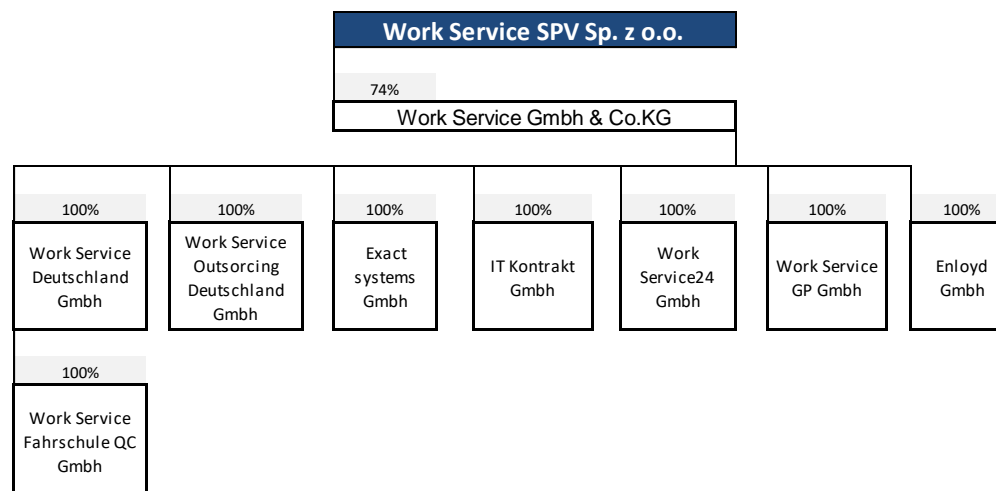 Work Service SPV Sp. z o.o.
74%
Work Service Gmbh & Co.KG
100%
100%
100%
100%
100%
100%
100%
Work Service
Deutschland
Gmbh
Work Service
Outsorcing
Deutschland
Gmbh
Exact
systems
Gmbh
IT Kontrakt
Gmbh
Work
Service24
Gmbh
Work Service
GP Gmbh
Enloyd
Gmbh
100%
Work Service
Fahrschule QC
Gmbh